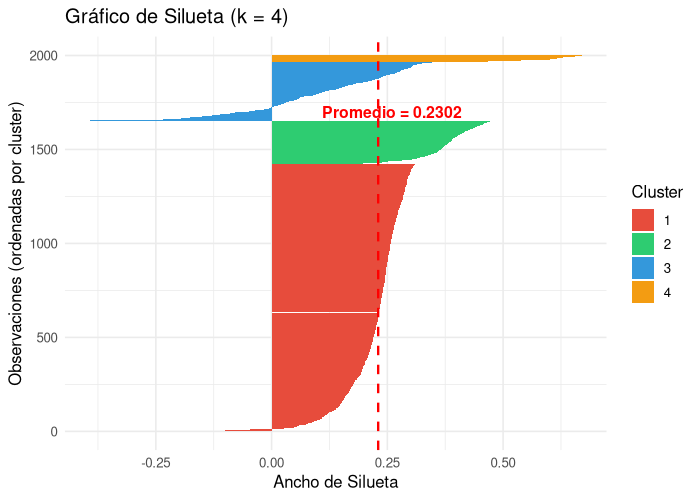 Gráfico de Silueta (k = 4)
Observaciones (ordenadas por cluster)
2000
1500
1000
500
0
Promedio = 0.2302
-0.25
0.00
0.25
0.50
Ancho de Silueta
Cluster
1
2
3
4